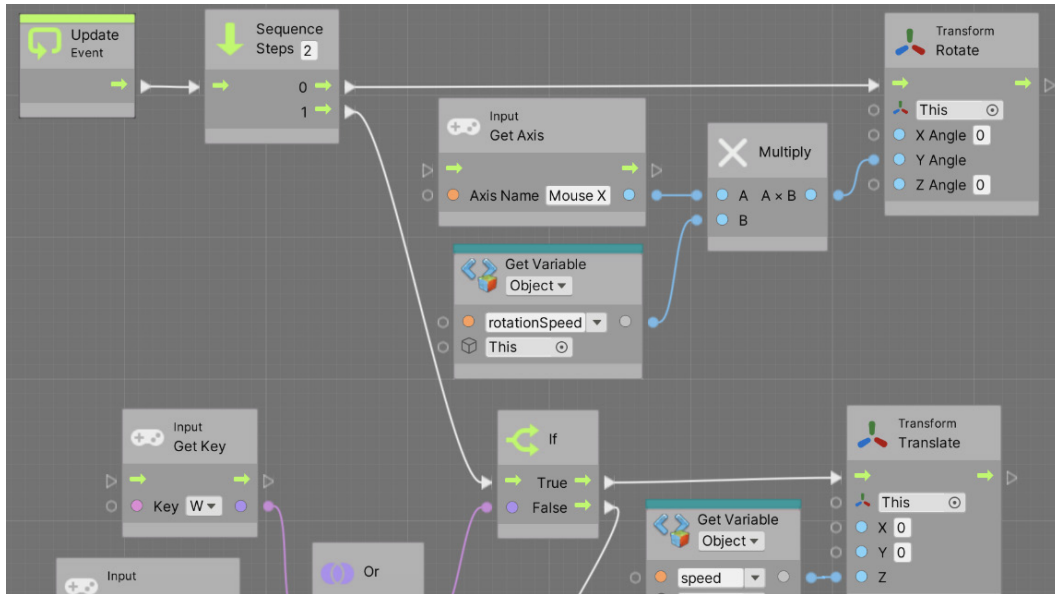 Update
Event
Sequence
Steps 2
0
1
Transform
Rotate
This
X Angle 0
Y Angle
Z Angle 0
Input
Get Axis
Axis Name Mouse X
Multiply
A A × B
B
Get Variable
Object
rotationSpeed
This
Input
Get Key
Key W
If
True
False
Transform
Translate
This
X 0
Y 0
Z
Get Variable
Object
speed
Input
Or